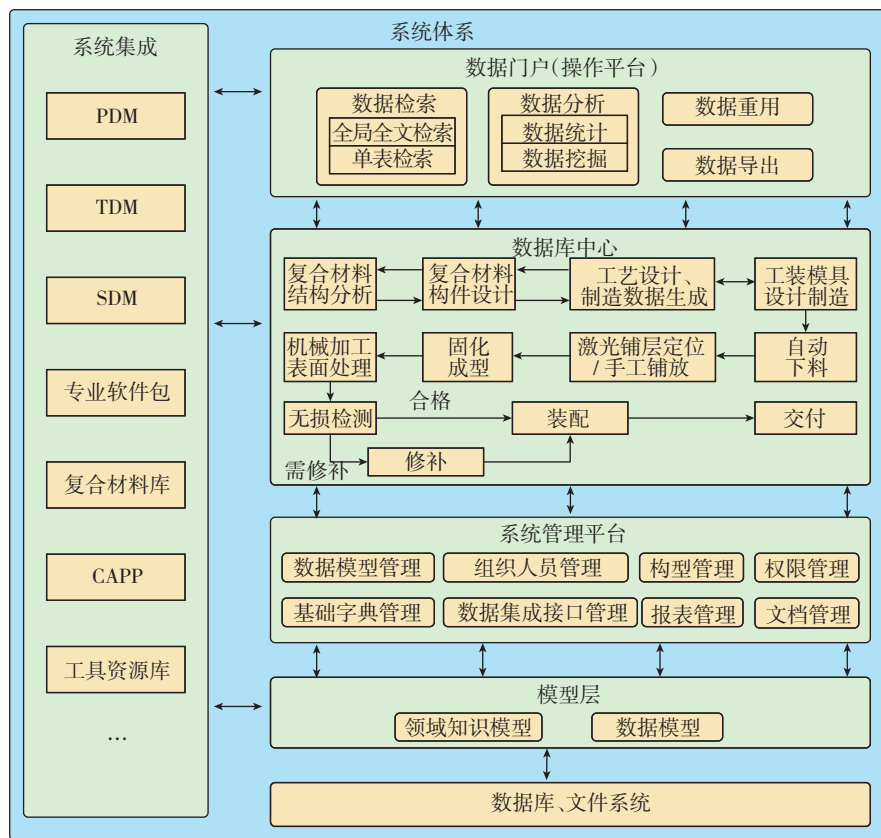 系统体系
系统集成
PDM
TDM
SDM
专业软件包
复合材料库
CAPP
工具资源库
…
数据门户(操作平台)
数据检索
全局全文检索
单表检索
数据分析
数据统计
数据挖掘
数据重用
数据导出
数据库中心
复合材料
结构分析
复合材料
构件设计
工艺设计、
制造数据生成
工装模具
设计制造
机械加工
表面处理
固化
成型
激光铺层定位
/ 手工铺放
自动
下料
无损检测
合格
装配
交付
需修补
修补
系统管理平台
数据模型管理
组织人员管理
构型管理
权限管理
基础字典管理
数据集成接口管理
报表管理
文档管理
模型层
领域知识模型
数据模型
数据库、文件系统